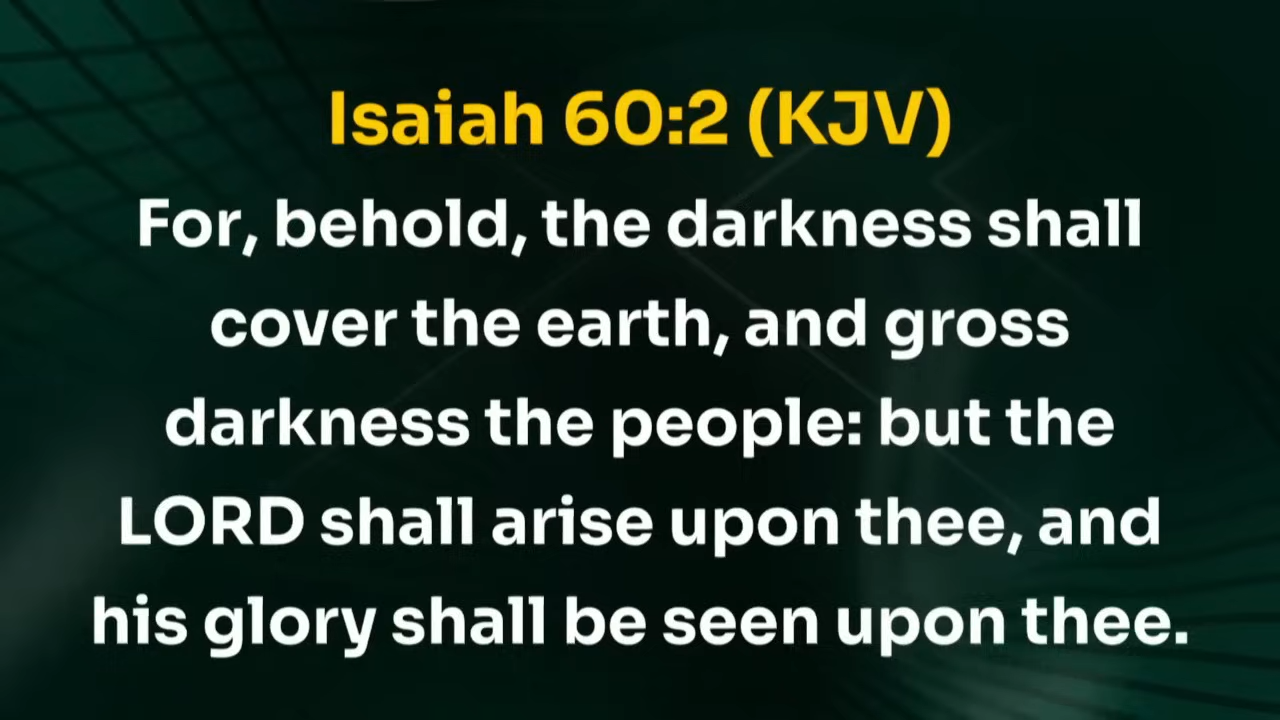 Isaiah 60:2 (KJV)
For, behold, the darkness shall
cover the earth, and gross
darkness the people: but the
LORD shall arise upon thee, and
his glory shall be seen upon thee.